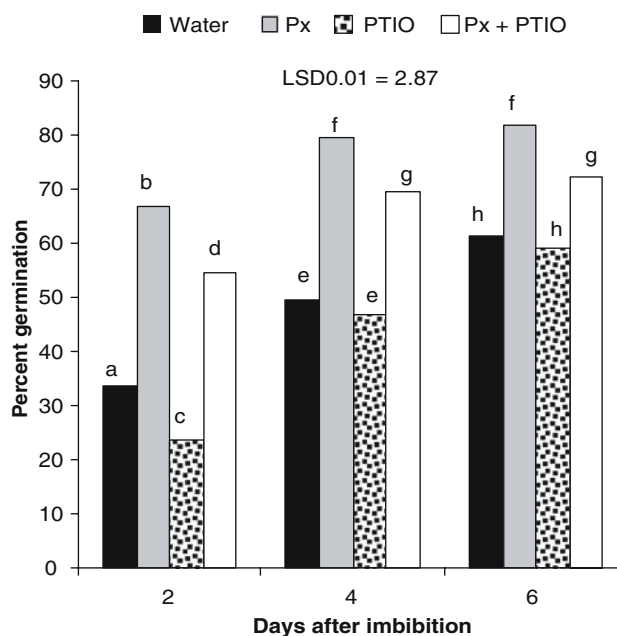 Water Px PTIO Px + PTIO
LSD0.01 = 2.87
90
80
70
60
50
40
30
20
10
0
Percent germination
a b c d
e f e g
h f h g
2 4 6
Days after imbibition